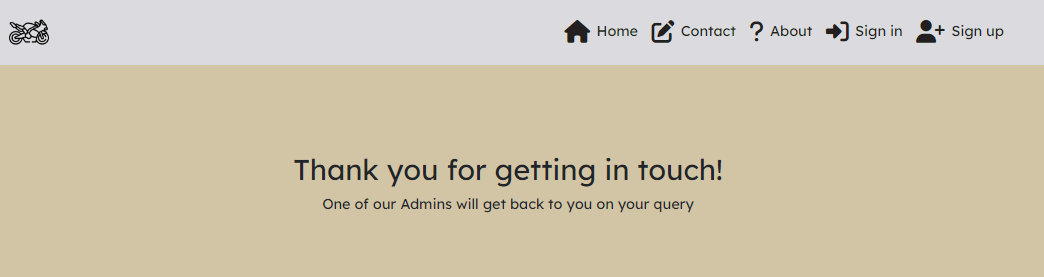 Home Contact About Sign in Sign up
Thank you for getting in touch!
One of our Admins will get back to you on your query